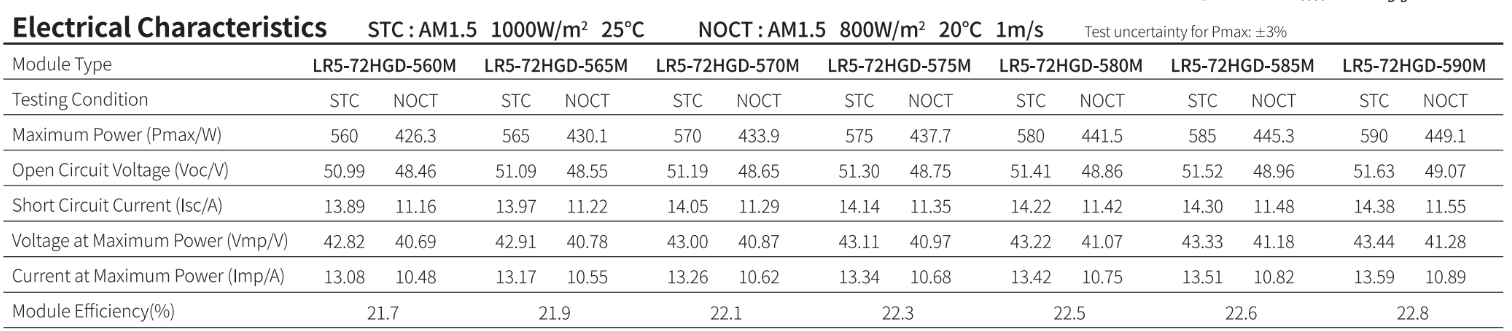 Electrical Characteristics STC : AM1.5 1000W/m² 25°C NOCT : AM1.5 800W/m² 20°C 1m/s Test uncertainty for Pmax: ±3%
Module Type LR5-72HGD-560M LR5-72HGD-565M LR5-72HGD-570M LR5-72HGD-575M LR5-72HGD-580M LR5-72HGD-585M LR5-72HGD-590M
Testing Condition STC NOCT STC NOCT STC NOCT STC NOCT STC NOCT STC NOCT STC NOCT
Maximum Power (Pmax/W) 560 426.3 565 430.1 570 433.9 575 437.7 580 441.5 585 445.3 590 449.1
Open Circuit Voltage (Voc/V) 50.99 48.46 51.09 48.55 51.19 48.65 51.30 48.75 51.41 48.86 51.52 48.96 51.63 49.07
Short Circuit Current (Isc/A) 13.89 11.16 13.97 11.22 14.05 11.29 14.14 11.35 14.22 11.42 14.30 11.48 14.38 11.55
Voltage at Maximum Power (Vmp/V) 42.82 40.69 42.91 40.78 43.00 40.87 43.11 40.97 43.22 41.07 43.33 41.18 43.44 41.28
Current at Maximum Power (Imp/A) 13.08 10.48 13.17 10.55 13.26 10.62 13.34 10.68 13.42 10.75 13.51 10.82 13.59 10.89
Module Efficiency(%) 21.7 21.9 22.1 22.3 22.5 22.6 22.8